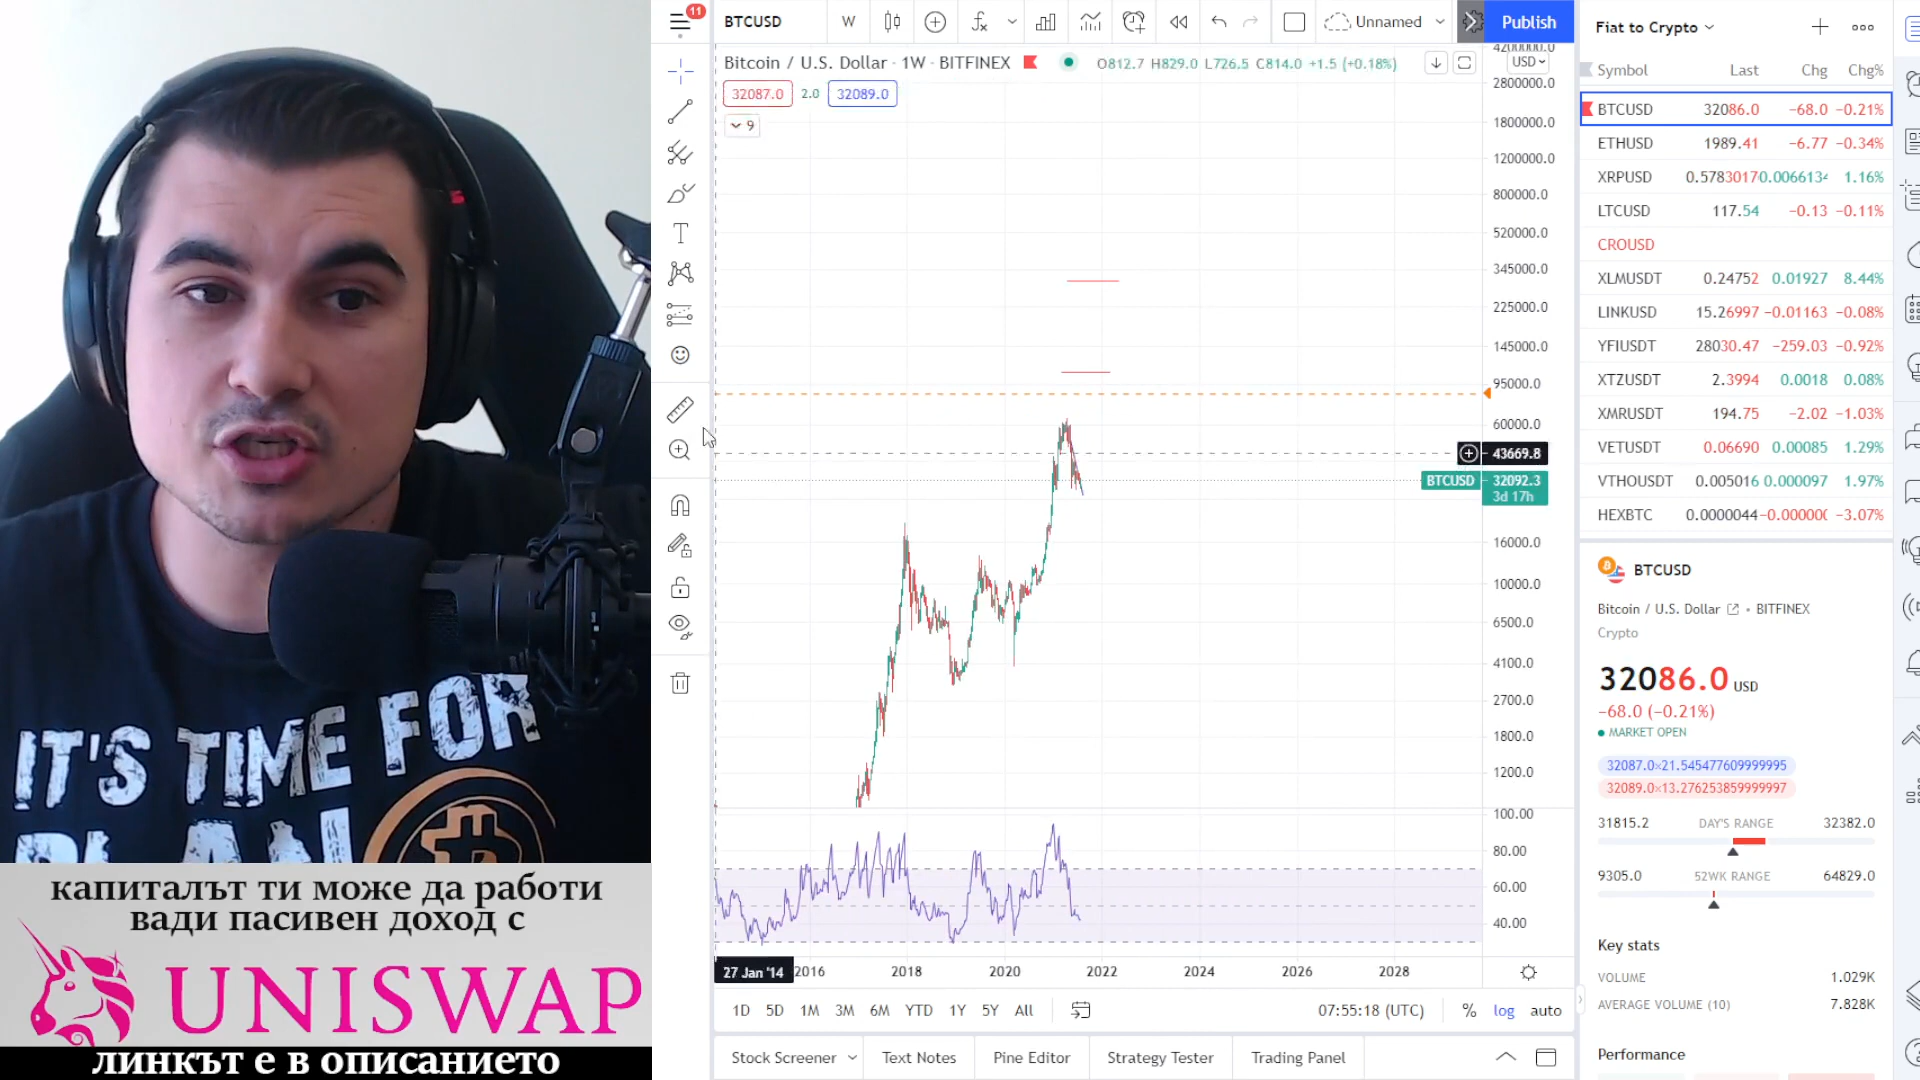 IT'S TIME FOR
PLAN
капиталът ти може да работи
вади пасивен доход с
UNISWAP
линкът е в описанието
11
BTCUSD
W
Unnamed
Publish
Bitcoin / U.S. Dollar · 1W · BITFINEX
O812.7 H829.0 L726.5 C814.0 +1.5 (+0.18%)
USD
32087.0 2.0 32089.0
9
4200000.0
2800000.0
1800000.0
1200000.0
800000.0
520000.0
345000.0
225000.0
145000.0
95000.0
60000.0
43669.8
BTCUSD 32092.3
3d 17h
16000.0
10000.0
6500.0
4100.0
2700.0
1800.0
1200.0
100.00
80.00
60.00
40.00
27 Jan '14 2016 2018 2020 2022 2024 2026 2028
1D 5D 1M 3M 6M YTD 1Y 5Y All
07:55:18 (UTC) % log auto
Stock Screener Text Notes Pine Editor Strategy Tester Trading Panel
Fiat to Crypto
Symbol Last Chg Chg%
BTCUSD 32086.0 −68.0 −0.21%
ETHUSD 1989.41 −6.77 −0.34%
XRPUSD 0.5783017 0.0066134 1.16%
LTCUSD 117.54 −0.13 −0.11%
CROUSD
XLMUSDT 0.24752 0.01927 8.44%
LINKUSD 15.26997 −0.01163 −0.08%
YFIUSDT 28030.47 −259.03 −0.92%
XTZUSDT 2.3994 0.0018 0.08%
XMRUSDT 194.75 −2.02 −1.03%
VETUSDT 0.06690 0.00085 1.29%
VTHOUSDT 0.005016 0.000097 1.97%
HEXBTC 0.0000044 −0.000000 −3.07%
BTCUSD
Bitcoin / U.S. Dollar • BITFINEX
Crypto
32086.0 USD
−68.0 (−0.21%)
MARKET OPEN
32087.0×21.545477609999995
32089.0×13.276253859999997
31815.2 DAY'S RANGE 32382.0
9305.0 52WK RANGE 64829.0
Key stats
VOLUME 1.029K
AVERAGE VOLUME (10) 7.828K
Performance